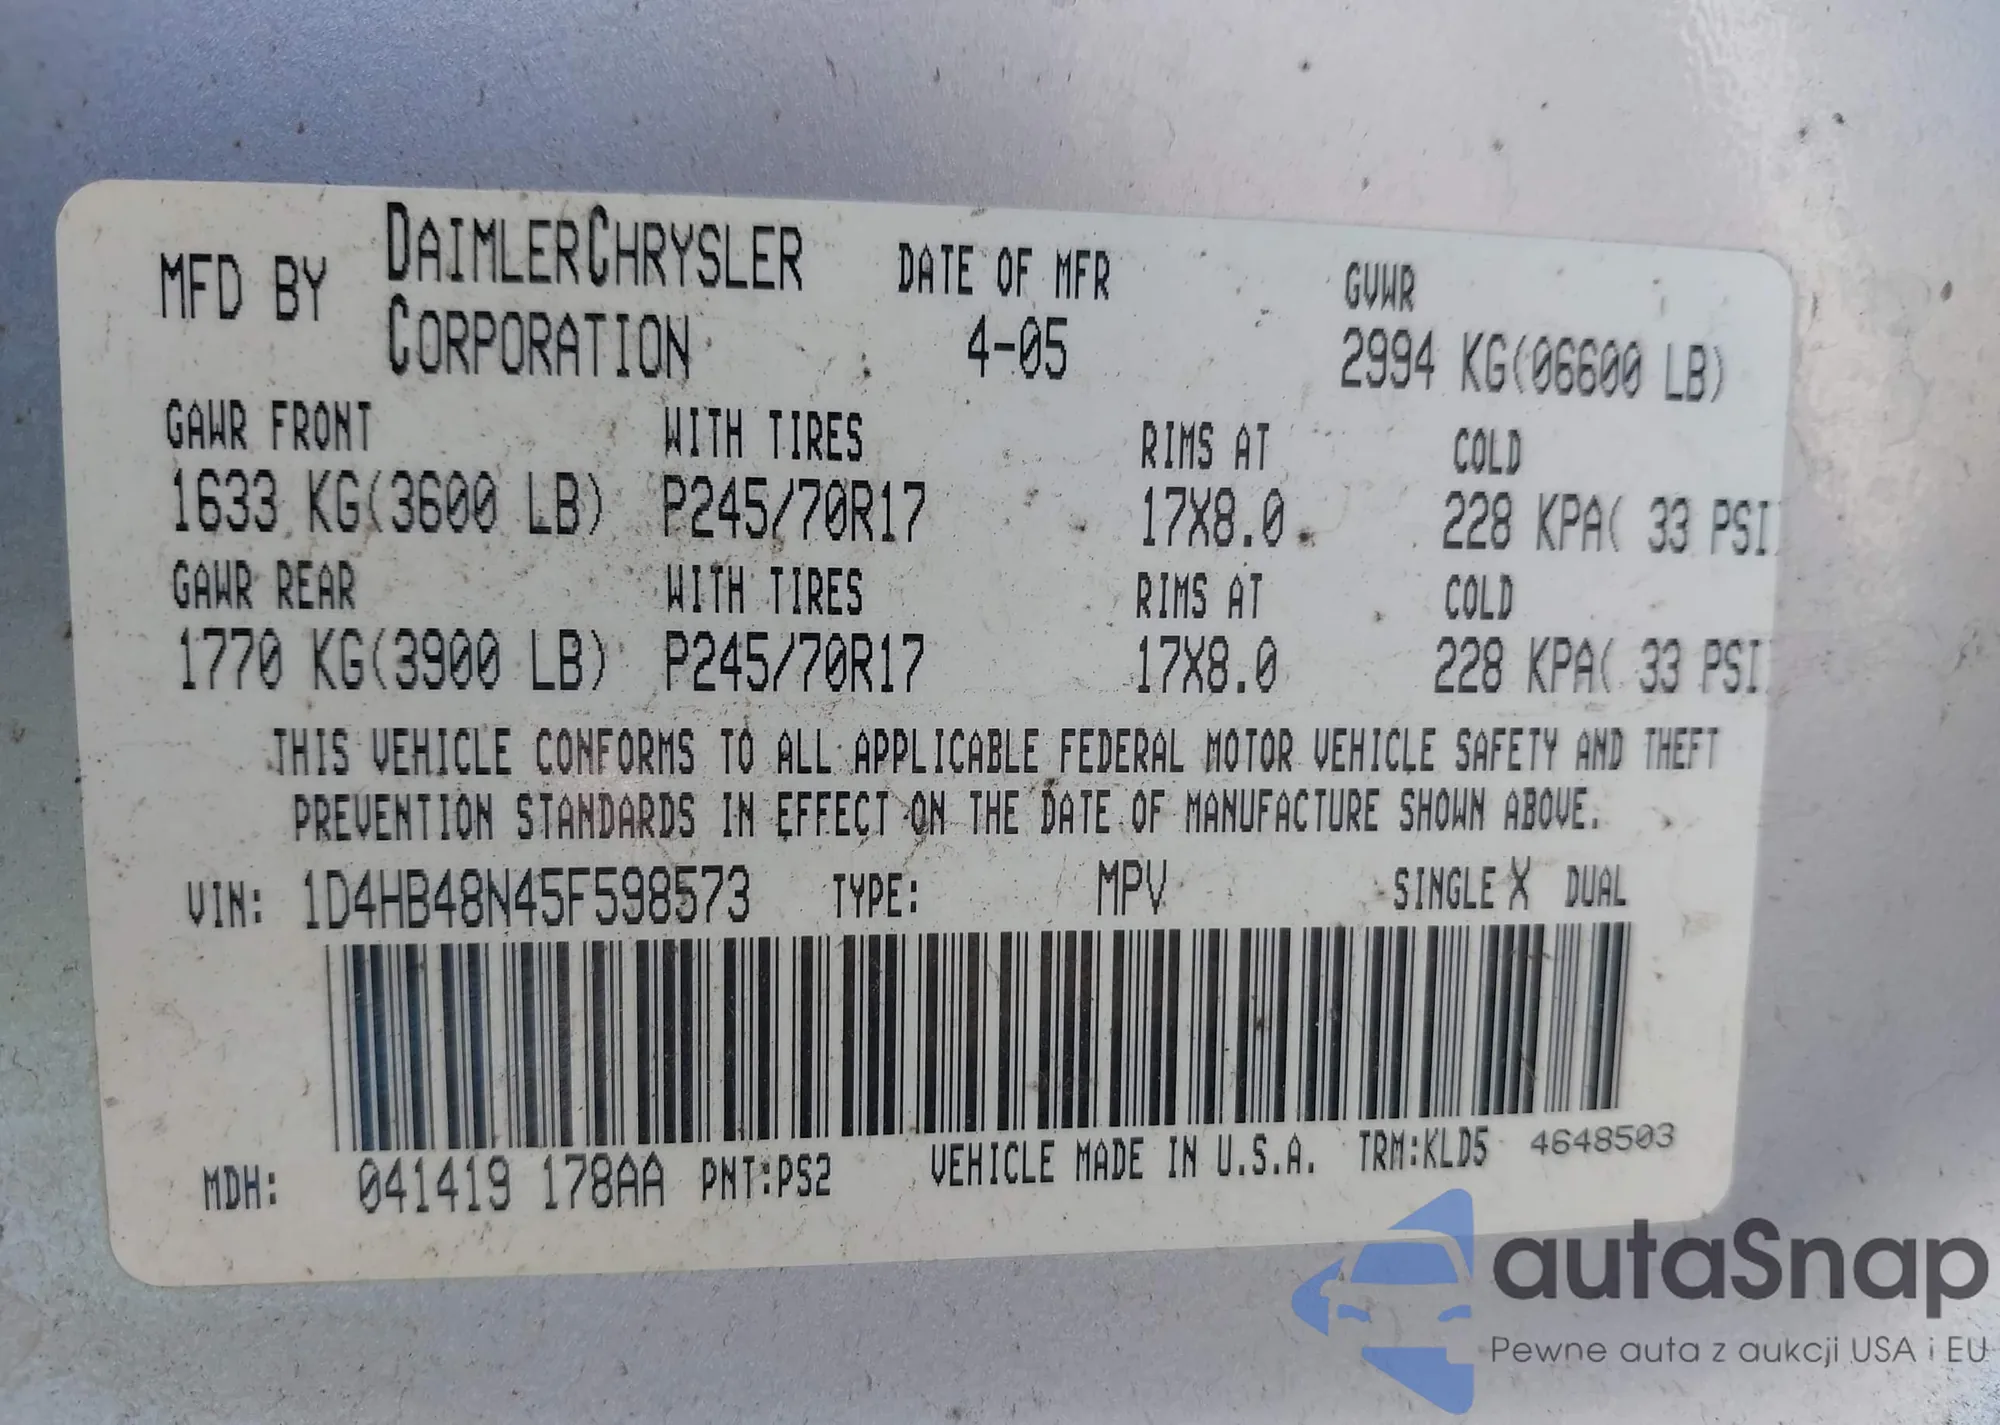 MFD BY DAIMLERCHRYSLER CORPORATION DATE OF MFR 4-05 GVWR 2994 KG(06600 LB)
GAWR FRONT WITH TIRES RIMS AT COLD
1633 KG(3600 LB) P245/70R17 17X8.0 228 KPA( 33 PSI)
GAWR REAR WITH TIRES RIMS AT COLD
1770 KG(3900 LB) P245/70R17 17X8.0 228 KPA( 33 PSI)
THIS VEHICLE CONFORMS TO ALL APPLICABLE FEDERAL MOTOR VEHICLE SAFETY AND THEFT
PREVENTION STANDARDS IN EFFECT ON THE DATE OF MANUFACTURE SHOWN ABOVE.
VIN: 1D4HB48N45F598573 TYPE: MPV SINGLE X DUAL
MDH: 041419 178AA PNT:PS2 VEHICLE MADE IN U.S.A. TRM:KLD5 4648503
autaSnap
Pewne auta z aukcji USA i EU